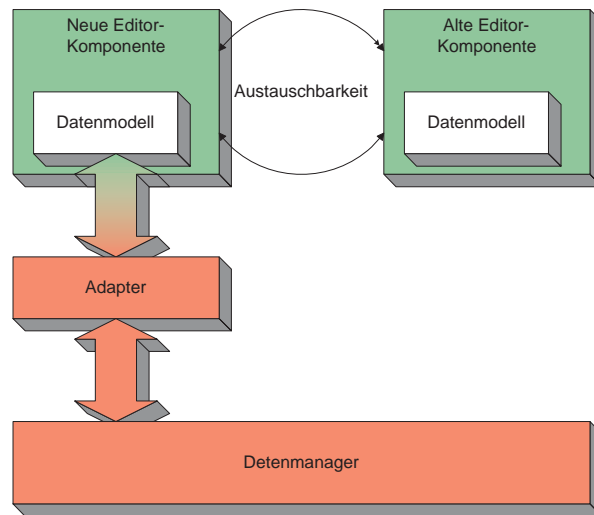 Neue Editor-
Komponente
Alte Editor-
Komponente
Austauschbarkeit
Datenmodell
Datenmodell
Adapter
Detenmanager